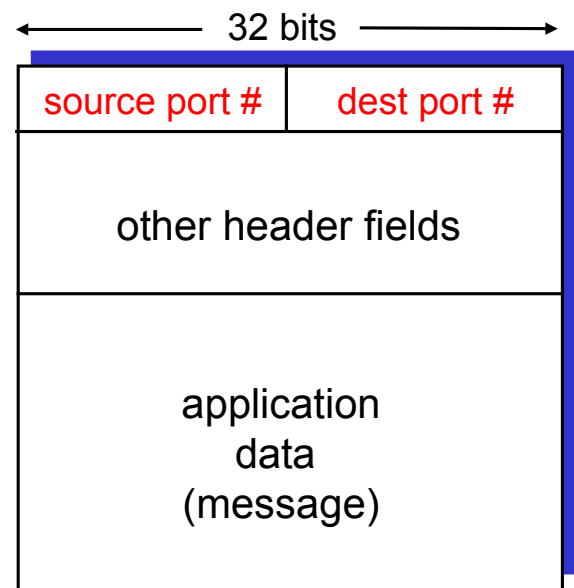 32 bits
source port #
dest port #
other header fields
application
data
(message)